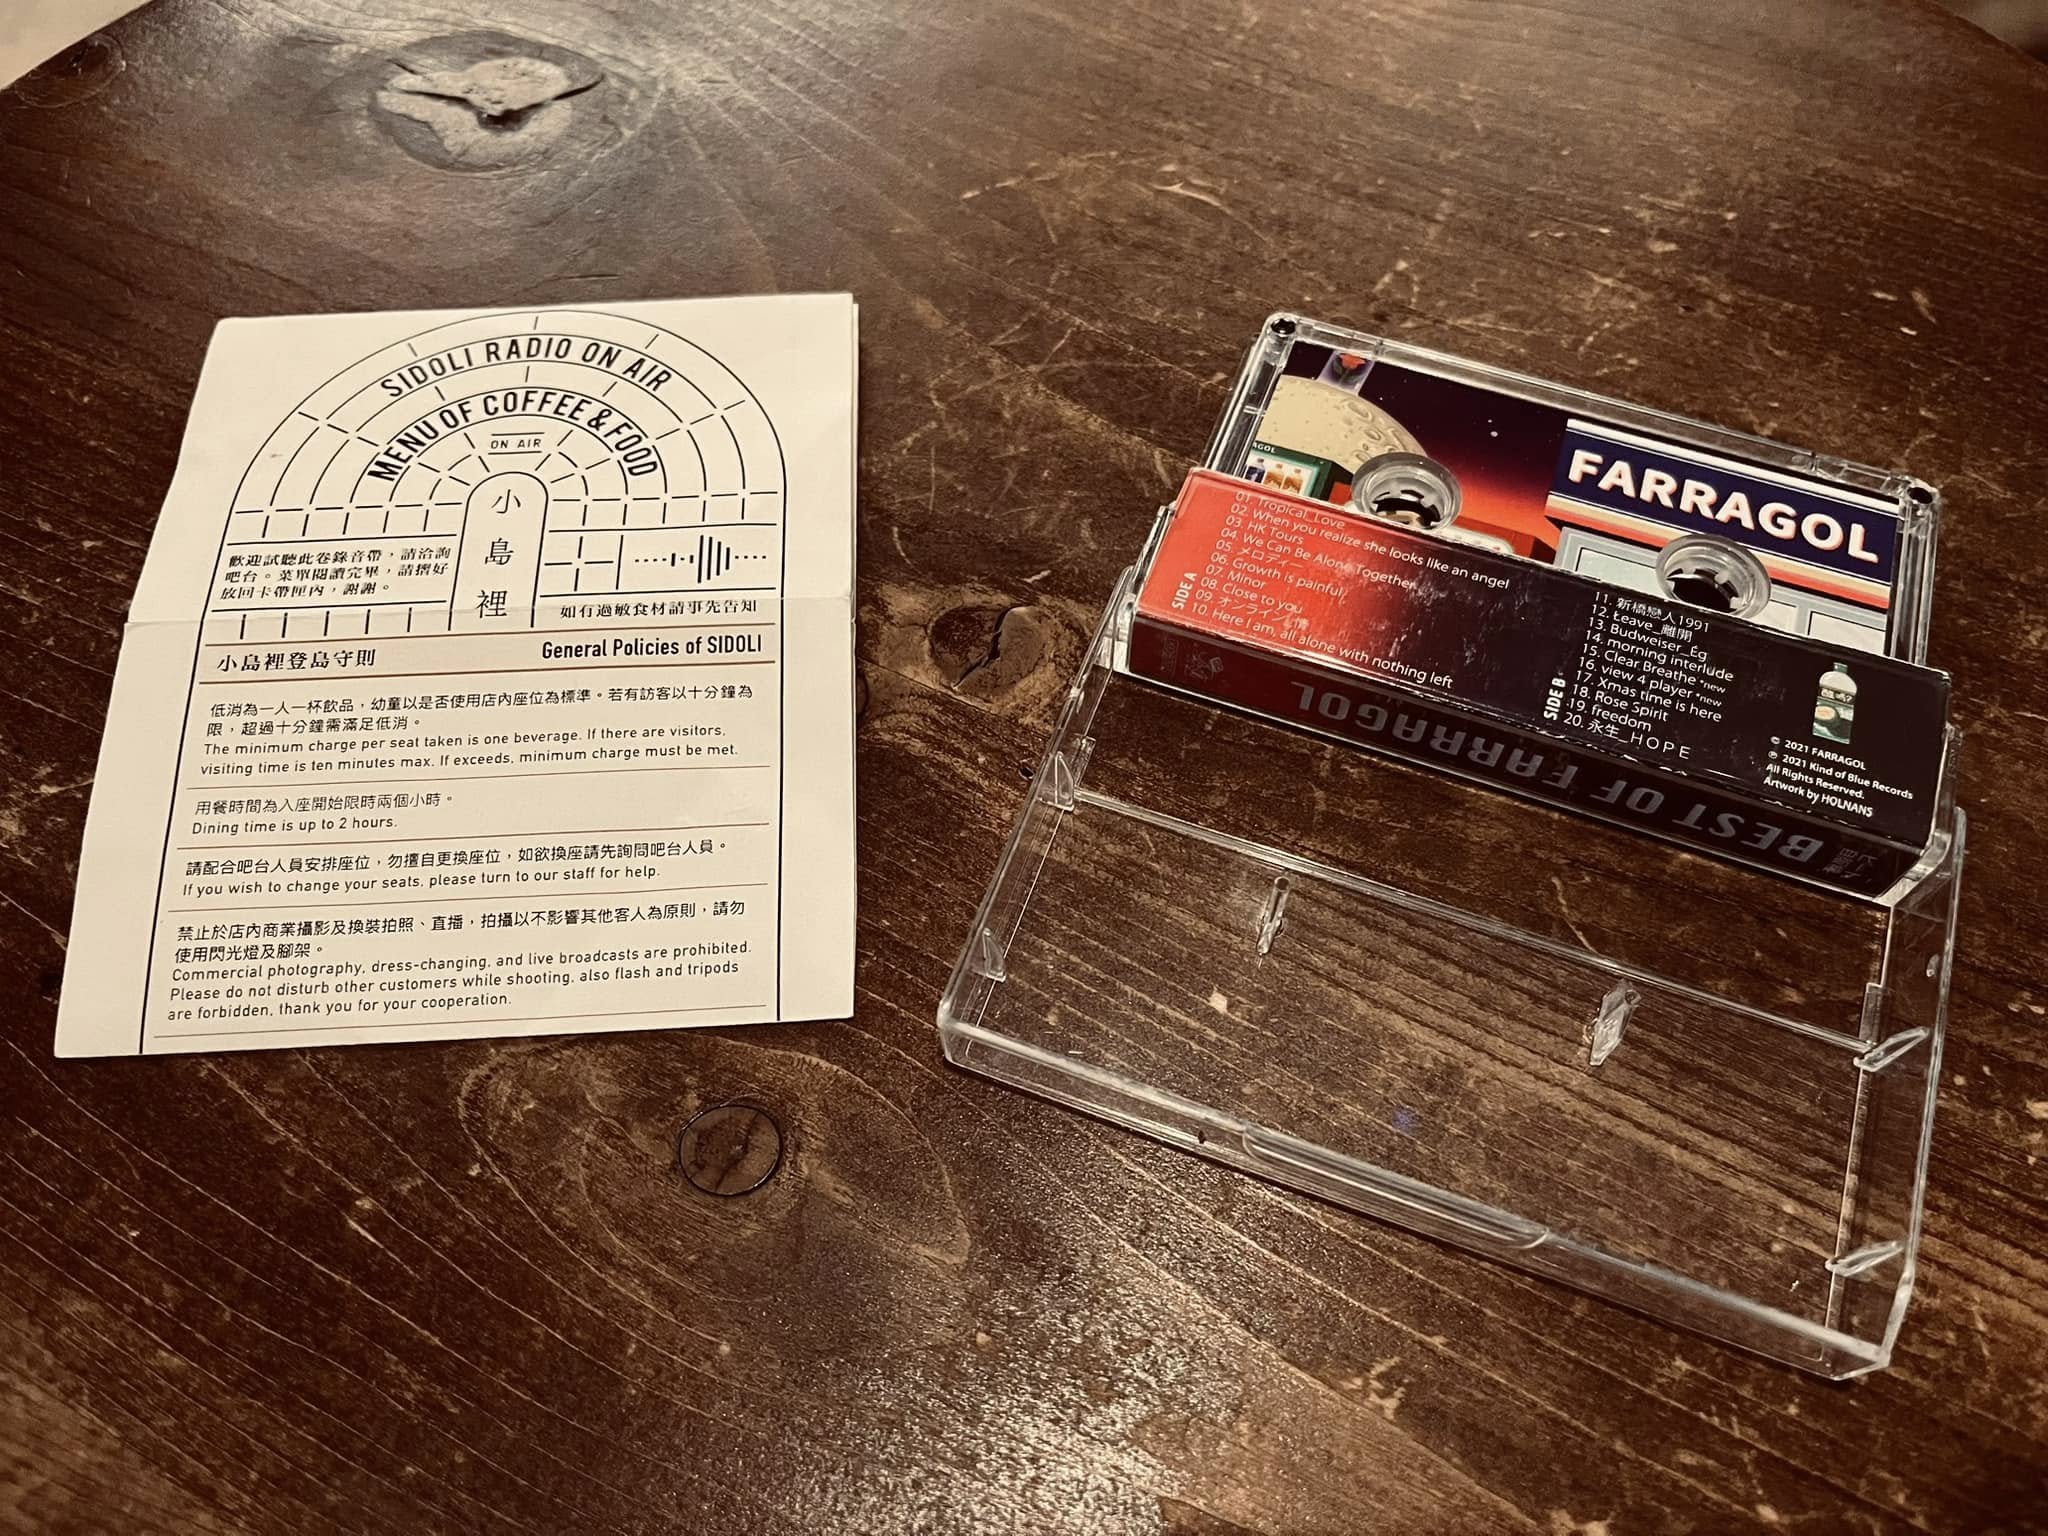 SIDOLI RADIO ON AIR
MENU OF COFFEE & FOOD
ON AIR
小島裡
歡迎試聽此卷錄音帶，請洽詢
吧台。菜單閱讀完畢，請摺好
放回卡帶匣內，謝謝。
如有過敏食材請事先告知
小島裡登島守則
General Policies of SIDOLI
低消為一人一杯飲品，幼童以是否使用店內座位為標準。若有訪客以十分鐘為
限，超過十分鐘需滿足低消。
The minimum charge per seat taken is one beverage. If there are visitors,
visiting time is ten minutes max. If exceeds, minimum charge must be met.
用餐時間為入座開始限時兩個小時。
Dining time is up to 2 hours.
請配合吧台人員安排座位，勿擅自更換座位，如欲換座請先詢問吧台人員。
If you wish to change your seats, please turn to our staff for help.
禁止於店內商業攝影及換裝拍照、直播，拍攝以不影響其他客人為原則，請勿
使用閃光燈及腳架。
Commercial photography, dress-changing, and live broadcasts are prohibited.
Please do not disturb other customers while shooting, also flash and tripods
are forbidden, thank you for your cooperation.
FARRAGOL
SIDE A
01. Tropical_Love
02. When you realize she looks like an angel
03. HK Tours
04. We Can Be Alone Together
05. メロディー
06. Growth is painful
07. Minor
08. Close to you
09. オンライン
10. Here I am, all alone with nothing left
SIDE B
11. 新橋戀人1991
12. Leave_離開
13. Budweiser_Eg
14. morning interlude
15. Clear Breathe *new
16. view 4 player *new
17. Xmas time is here
18. Rose Spirit
19. freedom
20. 永生_HOPE
© 2021 FARRAGOL
℗ 2021 Kind of Blue Records
All Rights Reserved.
Artwork by HOLNANS
BEST OF FARRAGOL